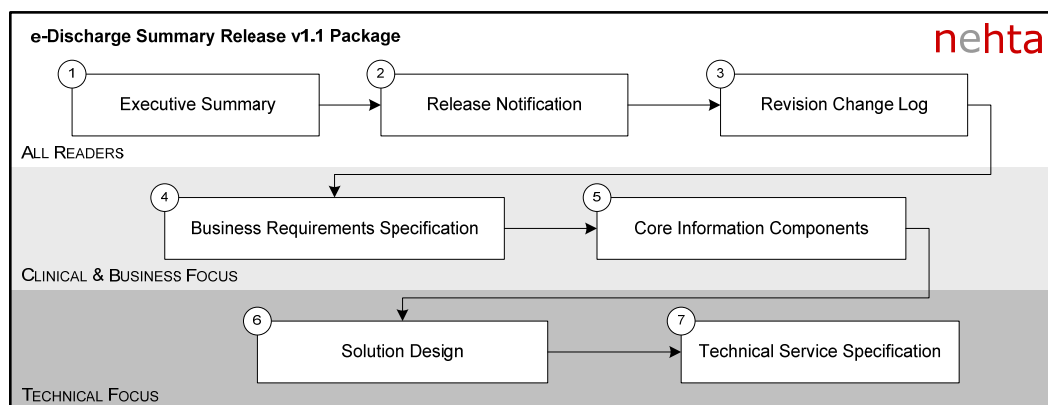 e-Discharge Summary Release v1.1 Package
nehta
1
Executive Summary
2
Release Notification
3
Revision Change Log
ALL READERS
4
Business Requirements Specification
5
Core Information Components
CLINICAL & BUSINESS FOCUS
6
Solution Design
7
Technical Service Specification
TECHNICAL FOCUS